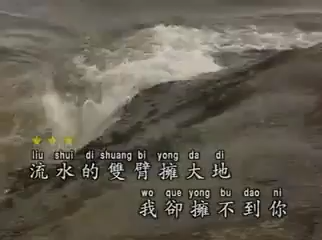 liu shui di shuang bi yong da di
流水的雙臂擁大地
wo que yong bu dao ni
我卻擁不到你